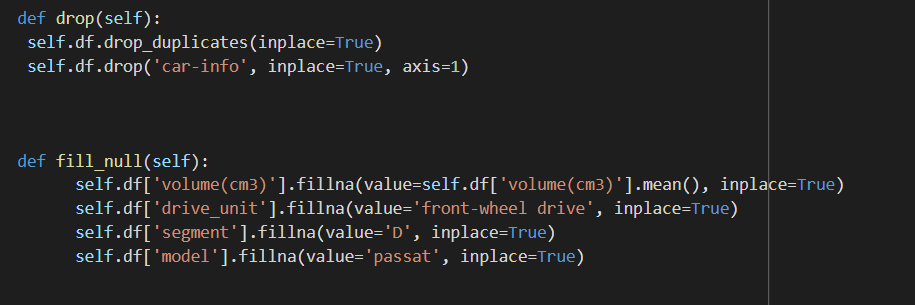 def drop(self):
self.df.drop_duplicates(inplace=True)
self.df.drop('car-info', inplace=True, axis=1)
def fill_null(self):
self.df['volume(cm3)'].fillna(value=self.df['volume(cm3)'].mean(), inplace=True)
self.df['drive_unit'].fillna(value='front-wheel drive', inplace=True)
self.df['segment'].fillna(value='D', inplace=True)
self.df['model'].fillna(value='passat', inplace=True)